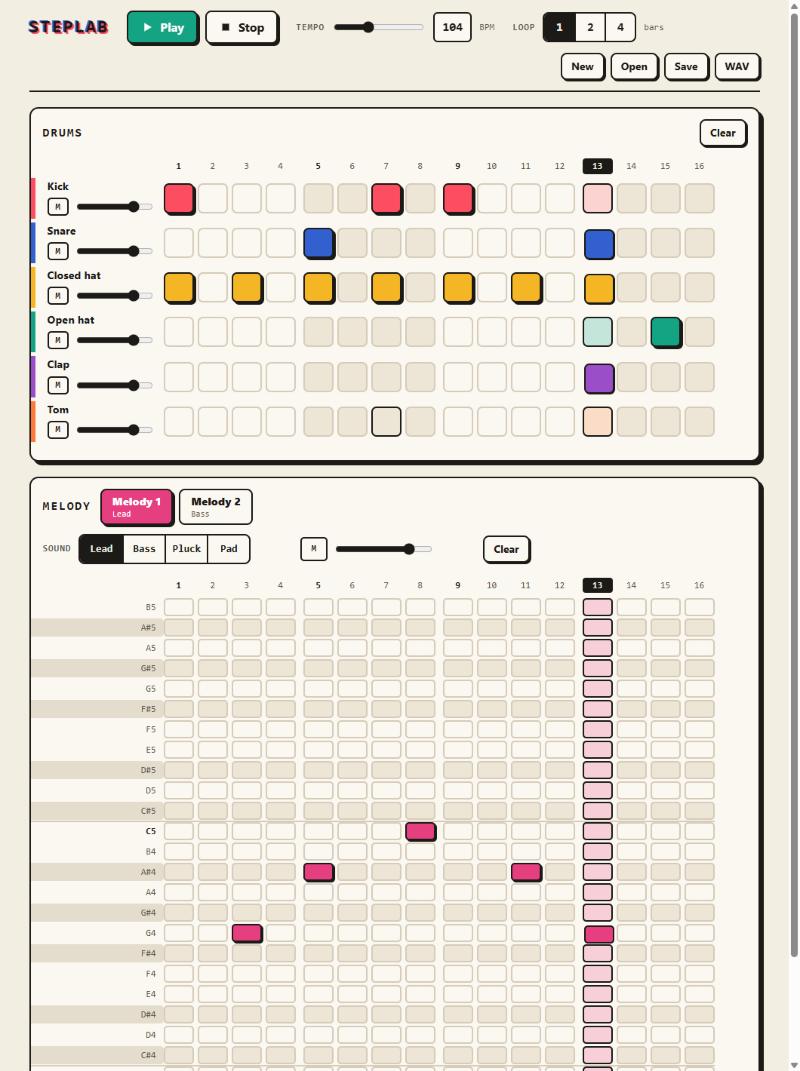 STEPLAB Play Stop TEMPO 104 BPM LOOP 1 2 4 bars
New Open Save WAV
DRUMS Clear
1 2 3 4 5 6 7 8 9 10 11 12 13 14 15 16
Kick
M
Snare
M
Closed hat
M
Open hat
M
Clap
M
Tom
M
MELODY Melody 1 Melody 2
Lead Bass
SOUND Lead Bass Pluck Pad M Clear
1 2 3 4 5 6 7 8 9 10 11 12 13 14 15 16
B5
A#5
A5
G#5
G5
F#5
F5
E5
D#5
D5
C#5
C5
B4
A#4
A4
G#4
G4
F#4
F4
E4
D#4
D4
C#4